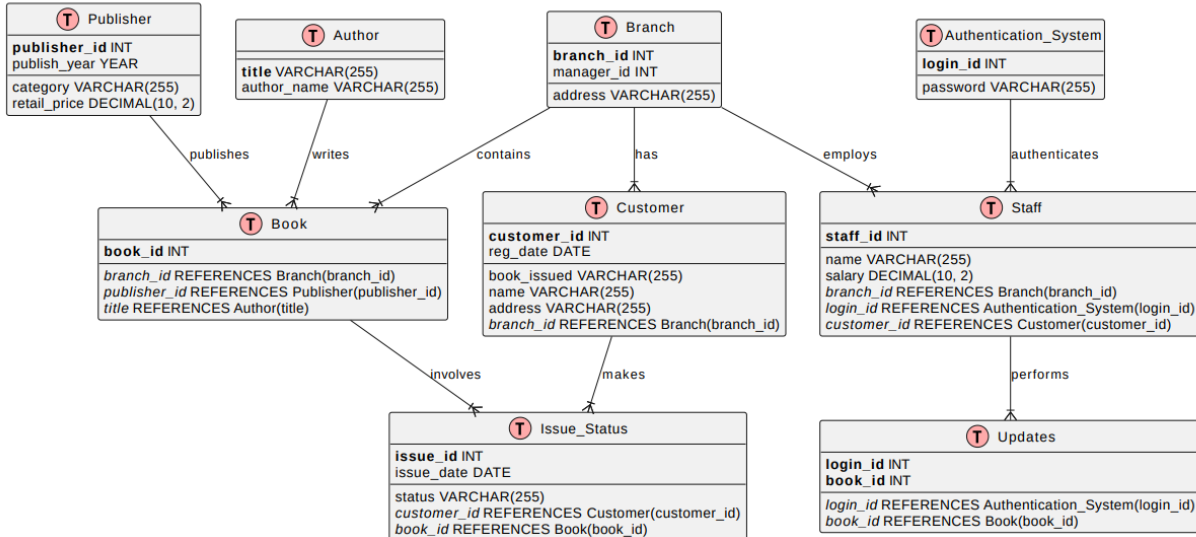 T Publisher
publisher_id INT
publish_year YEAR
category VARCHAR(255)
retail_price DECIMAL(10, 2)
T Author
title VARCHAR(255)
author_name VARCHAR(255)
T Branch
branch_id INT
manager_id INT
address VARCHAR(255)
T Authentication_System
login_id INT
password VARCHAR(255)
publishes
writes
contains
has
employs
authenticates
T Book
book_id INT
branch_id REFERENCES Branch(branch_id)
publisher_id REFERENCES Publisher(publisher_id)
title REFERENCES Author(title)
T Customer
customer_id INT
reg_date DATE
book_issued VARCHAR(255)
name VARCHAR(255)
address VARCHAR(255)
branch_id REFERENCES Branch(branch_id)
T Staff
staff_id INT
name VARCHAR(255)
salary DECIMAL(10, 2)
branch_id REFERENCES Branch(branch_id)
login_id REFERENCES Authentication_System(login_id)
customer_id REFERENCES Customer(customer_id)
involves
makes
performs
T Issue_Status
issue_id INT
issue_date DATE
status VARCHAR(255)
customer_id REFERENCES Customer(customer_id)
book_id REFERENCES Book(book_id)
T Updates
login_id INT
book_id INT
login_id REFERENCES Authentication_System(login_id)
book_id REFERENCES Book(book_id)